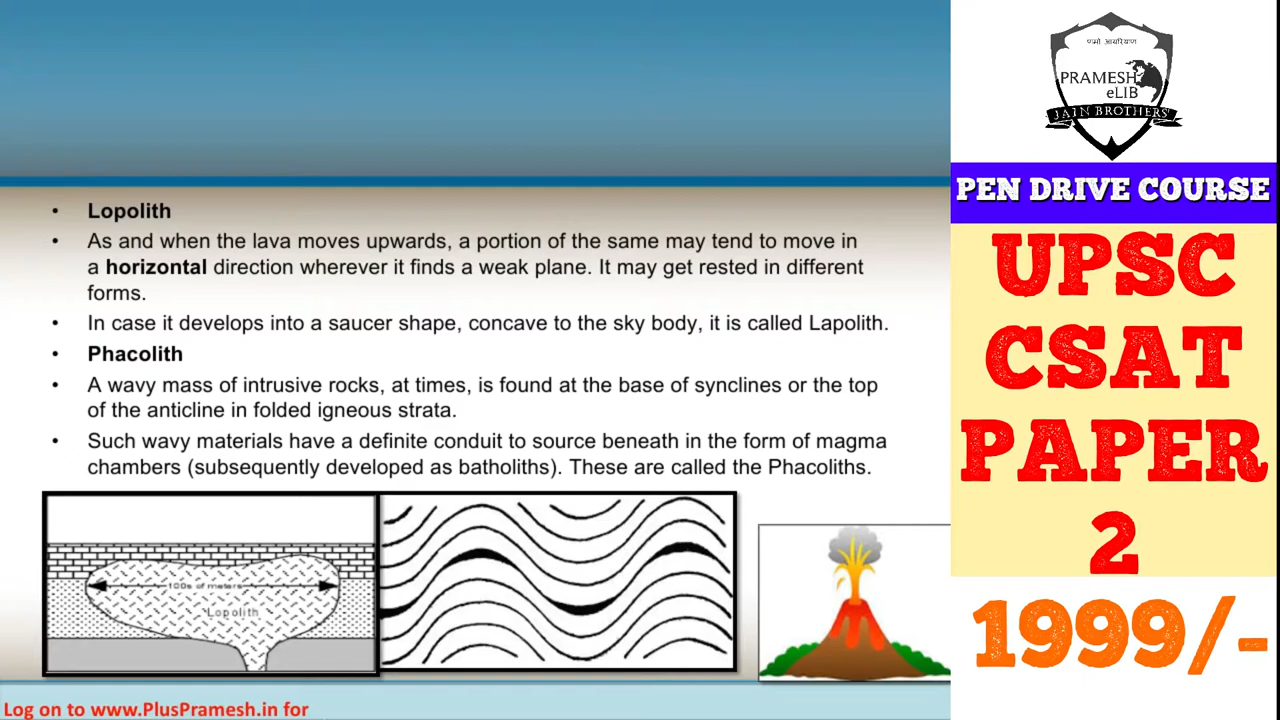 • Lopolith
• As and when the lava moves upwards, a portion of the same may tend to move in
a horizontal direction wherever it finds a weak plane. It may get rested in different
forms.
• In case it develops into a saucer shape, concave to the sky body, it is called Lapolith.
• Phacolith
• A wavy mass of intrusive rocks, at times, is found at the base of synclines or the top
of the anticline in folded igneous strata.
• Such wavy materials have a definite conduit to source beneath in the form of magma
chambers (subsequently developed as batholiths). These are called the Phacoliths.
100s of meters
Lopolith
Log on to www.PlusPramesh.in for
णमो आयरियाण
PRAMESH
eLIB
JAIN BROTHERS'
PEN DRIVE COURSE
UPSC
CSAT
PAPER
2
1999/-